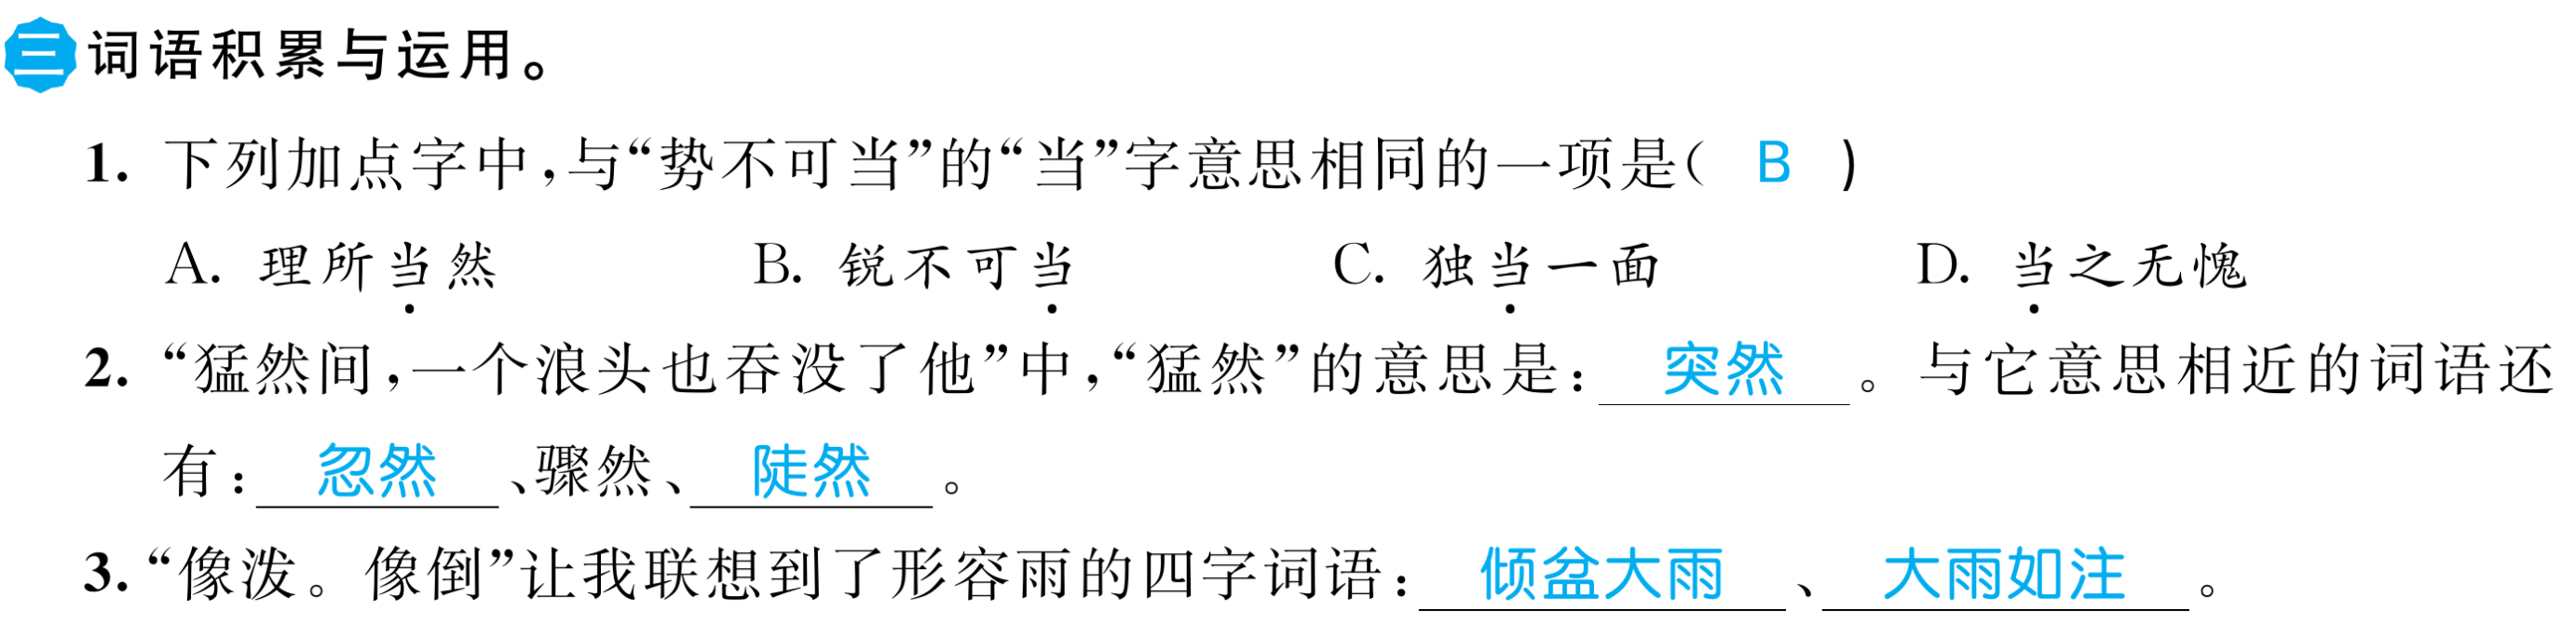 三 词语积累与运用。
1. 下列加点字中,与“势不可当”的“当”字意思相同的一项是( B )
A. 理所当然 B. 锐不可当 C. 独当一面 D. 当之无愧
2. “猛然间,一个浪头也吞没了他”中,“猛然”的意思是: 突然 。与它意思相近的词语还
有: 忽然 、骤然、 陡然 。
3. “像泼。像倒”让我联想到了形容雨的四字词语: 倾盆大雨 、 大雨如注 。